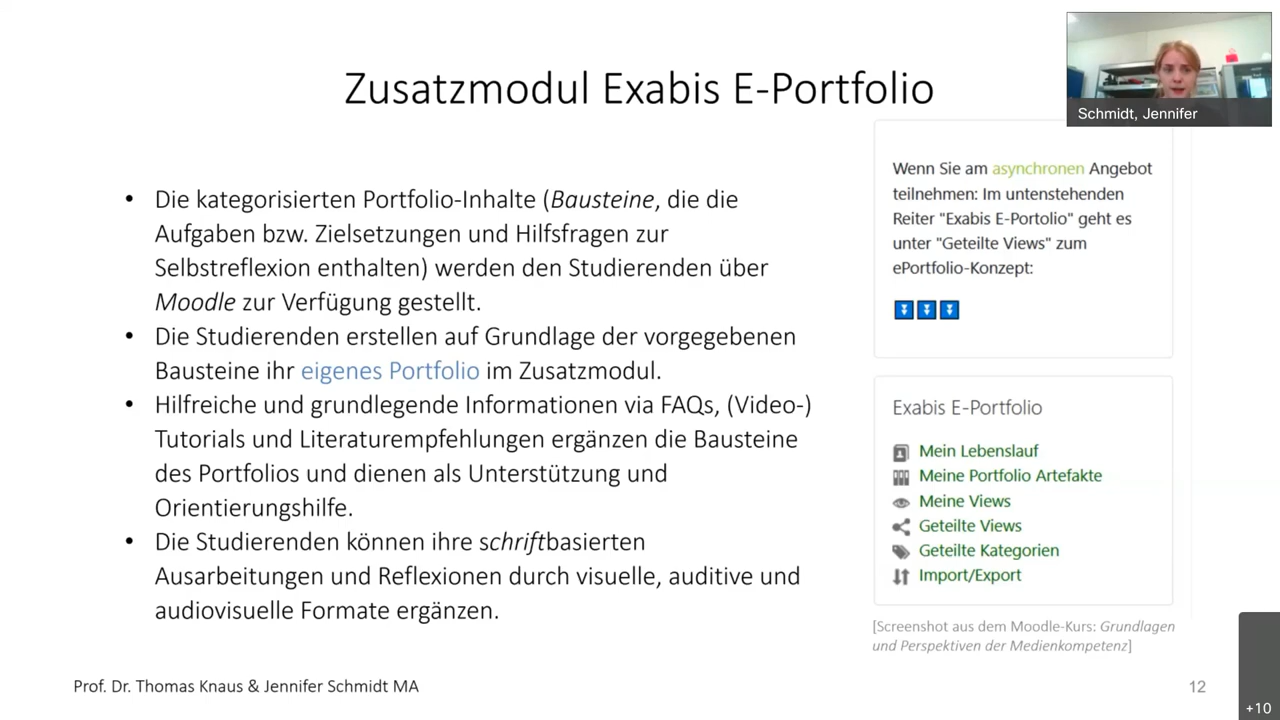 Zusatzmodul Exabis E-Portfolio
Schmidt, Jennifer
• Die kategorisierten Portfolio-Inhalte (Bausteine, die die
Aufgaben bzw. Zielsetzungen und Hilfsfragen zur
Selbstreflexion enthalten) werden den Studierenden über
Moodle zur Verfügung gestellt.
• Die Studierenden erstellen auf Grundlage der vorgegebenen
Bausteine ihr eigenes Portfolio im Zusatzmodul.
• Hilfreiche und grundlegende Informationen via FAQs, (Video-)
Tutorials und Literaturempfehlungen ergänzen die Bausteine
des Portfolios und dienen als Unterstützung und
Orientierungshilfe.
• Die Studierenden können ihre schriftbasierten
Ausarbeitungen und Reflexionen durch visuelle, auditive und
audiovisuelle Formate ergänzen.
Wenn Sie am asynchronen Angebot
teilnehmen: Im untenstehenden
Reiter "Exabis E-Portolio" geht es
unter "Geteilte Views" zum
ePortfolio-Konzept:
Exabis E-Portfolio
Mein Lebenslauf
Meine Portfolio Artefakte
Meine Views
Geteilte Views
Geteilte Kategorien
Import/Export
[Screenshot aus dem Moodle-Kurs: Grundlagen
und Perspektiven der Medienkompetenz]
Prof. Dr. Thomas Knaus & Jennifer Schmidt MA
12
+10